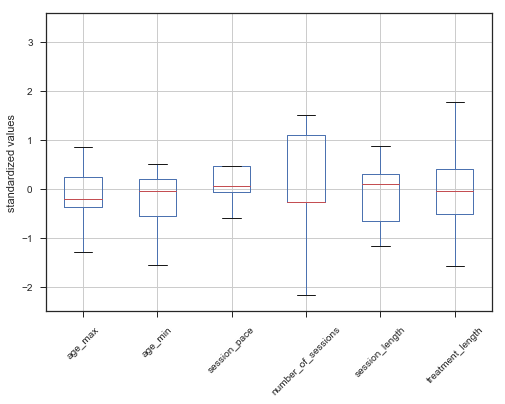 standardized values
3
2
1
0
−1
−2
age_max
age_min
session_pace
number_of_sessions
session_length
treatment_length